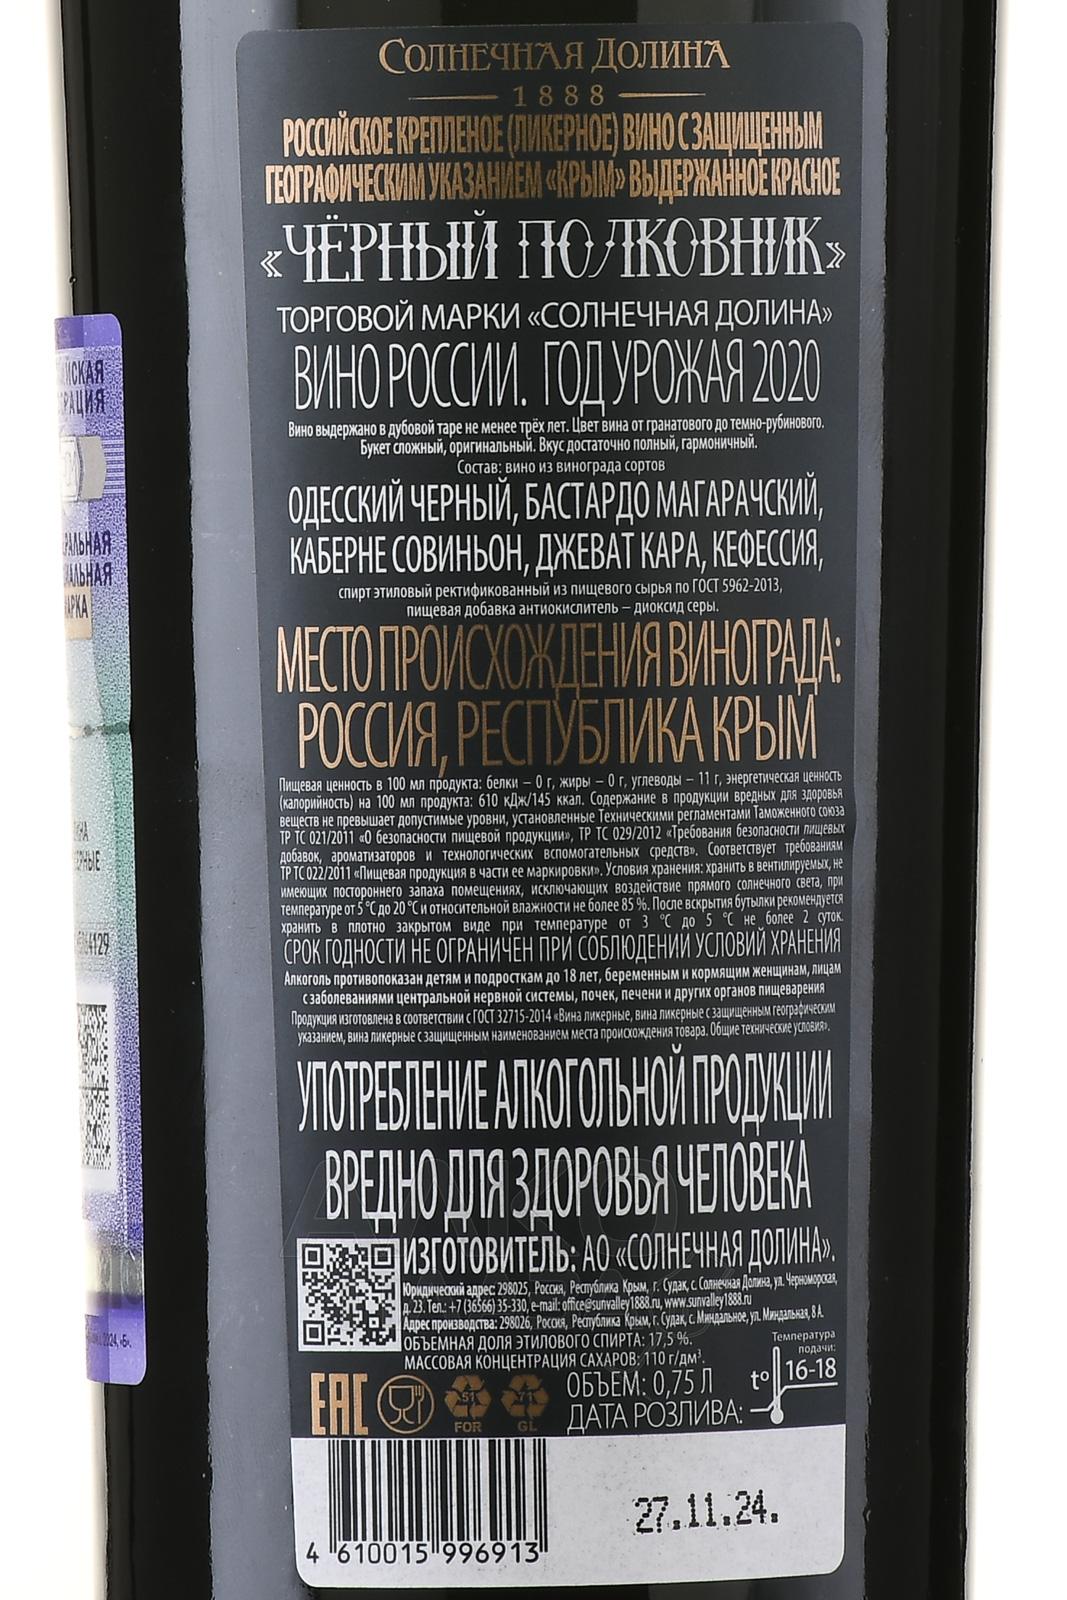 СОЛНЕЧНАЯ ДОЛИНА
1888
РОССИЙСКОЕ КРЕПЛЕНОЕ (ЛИКЕРНОЕ) ВИНО С ЗАЩИЩЕННЫМ
ГЕОГРАФИЧЕСКИМ УКАЗАНИЕМ «КРЫМ» ВЫДЕРЖАННОЕ КРАСНОЕ
«ЧЁРНЫЙ ПОЛКОВНИК»
ТОРГОВОЙ МАРКИ «СОЛНЕЧНАЯ ДОЛИНА»
ВИНО РОССИИ. ГОД УРОЖАЯ 2020
Вино выдержано в дубовой таре не менее трёх лет. Цвет вина от гранатового до темно-рубинового.
Букет сложный, оригинальный. Вкус достаточно полный, гармоничный.
Состав: вино из винограда сортов
ОДЕССКИЙ ЧЕРНЫЙ, БАСТАРДО МАГАРАЧСКИЙ,
КАБЕРНЕ СОВИНЬОН, ДЖЕВАТ КАРА, КЕФЕССИЯ,
спирт этиловый ректификованный из пищевого сырья по ГОСТ 5962-2013,
пищевая добавка антиокислитель – диоксид серы.
МЕСТО ПРОИСХОЖДЕНИЯ ВИНОГРАДА:
РОССИЯ, РЕСПУБЛИКА КРЫМ
Пищевая ценность в 100 мл продукта: белки – 0 г, жиры – 0 г, углеводы – 11 г, энергетическая ценность
(калорийность) на 100 мл продукта: 610 кДж/145 ккал. Содержание в продукции вредных для здоровья
веществ не превышает допустимые уровни, установленные Техническими регламентами Таможенного союза
ТР ТС 021/2011 «О безопасности пищевой продукции», ТР ТС 029/2012 «Требования безопасности пищевых
добавок, ароматизаторов и технологических вспомогательных средств». Соответствует требованиям
ТР ТС 022/2011 «Пищевая продукция в части ее маркировки». Условия хранения: хранить в вентилируемых, не
имеющих постороннего запаха помещениях, исключающих воздействие прямого солнечного света, при
температуре от 5 °С до 20 °С и относительной влажности не более 85 %. После вскрытия бутылки рекомендуется
хранить в плотно закрытом виде при температуре от 3 °С до 5 °С не более 2 суток.
СРОК ГОДНОСТИ НЕ ОГРАНИЧЕН ПРИ СОБЛЮДЕНИИ УСЛОВИЙ ХРАНЕНИЯ
Алкоголь противопоказан детям и подросткам до 18 лет, беременным и кормящим женщинам, лицам
с заболеваниями центральной нервной системы, почек, печени и других органов пищеварения
Продукция изготовлена в соответствии с ГОСТ 32715-2014 «Вина ликерные, вина ликерные с защищенным географическим
указанием, вина ликерные с защищенным наименованием места происхождения товара. Общие технические условия».
УПОТРЕБЛЕНИЕ АЛКОГОЛЬНОЙ ПРОДУКЦИИ
ВРЕДНО ДЛЯ ЗДОРОВЬЯ ЧЕЛОВЕКА
ИЗГОТОВИТЕЛЬ: АО «СОЛНЕЧНАЯ ДОЛИНА».
Юридический адрес: 298025, Россия, Республика Крым, г. Судак, с. Солнечная Долина, ул. Черноморская,
д. 23. Тел.: +7 (36566) 35-330, e-mail: office@sunvalley1888.ru, www.sunvalley1888.ru
Адрес производства: 298026, Россия, Республика Крым, г. Судак, с. Миндальное, ул. Миндальная, 8 А.
ОБЪЕМНАЯ ДОЛЯ ЭТИЛОВОГО СПИРТА: 17,5 %.
МАССОВАЯ КОНЦЕНТРАЦИЯ САХАРОВ: 110 г/дм³.
Температура
подачи:
t° 16-18
ОБЪЕМ: 0,75 Л
ДАТА РОЗЛИВА:
EAC
51
FOR
71
GL
27.11.24.
4 610015 996913